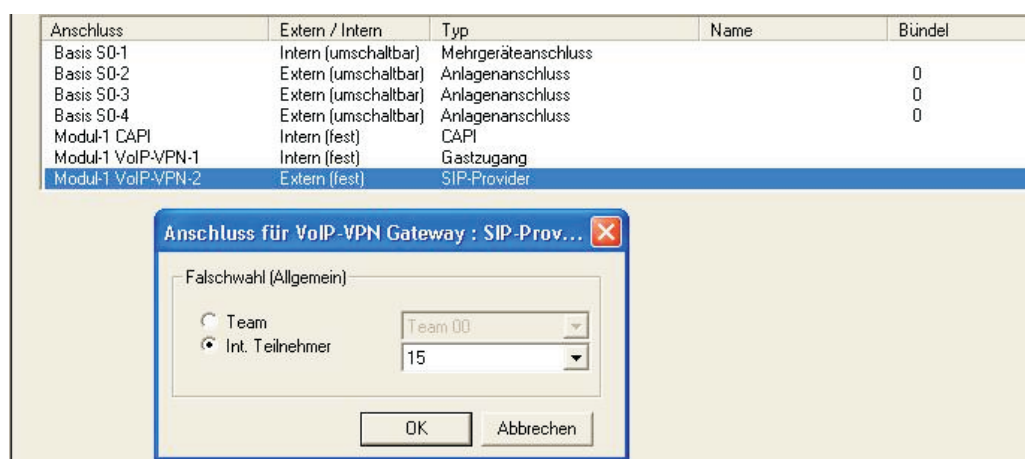 Anschluss Extern / Intern Typ Name Bündel
Basis S0-1 Intern (umschaltbar) Mehrgeräteanschluss
Basis S0-2 Extern (umschaltbar) Anlagenanschluss 0
Basis S0-3 Extern (umschaltbar) Anlagenanschluss 0
Basis S0-4 Extern (umschaltbar) Anlagenanschluss 0
Modul-1 CAPI Intern (fest) CAPI
Modul-1 VoIP-VPN-1 Intern (fest) Gastzugang
Modul-1 VoIP-VPN-2 Extern (fest) SIP-Provider
Anschluss für VoIP-VPN Gateway : SIP-Prov...
Falschwahl (Allgemein)
Team Team 00
Int. Teilnehmer 15
OK Abbrechen